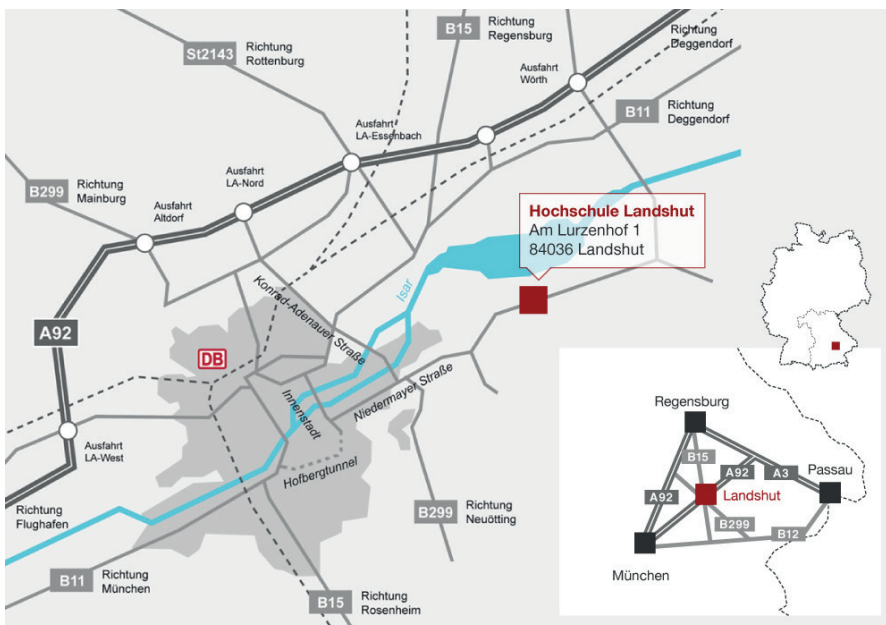 St2143
Richtung
Rottenburg
B15
Richtung
Regensburg
Richtung
Deggendorf
Ausfahrt
Wörth
B11
Richtung
Deggendorf
Ausfahrt
LA-Essenbach
Ausfahrt
LA-Nord
B299
Richtung
Mainburg
Ausfahrt
Altdorf
Hochschule Landshut
Am Lurzenhof 1
84036 Landshut
Isar
Konrad-Adenauer Straße
A92
DB
Niedermayer Straße
Innenstadt
Hofbergtunnel
Ausfahrt
LA-West
Richtung
Flughafen
B299
Richtung
Neuötting
B11
Richtung
München
B15
Richtung
Rosenheim
Regensburg
B15
A92
A3
Passau
A92
Landshut
B299
B12
München